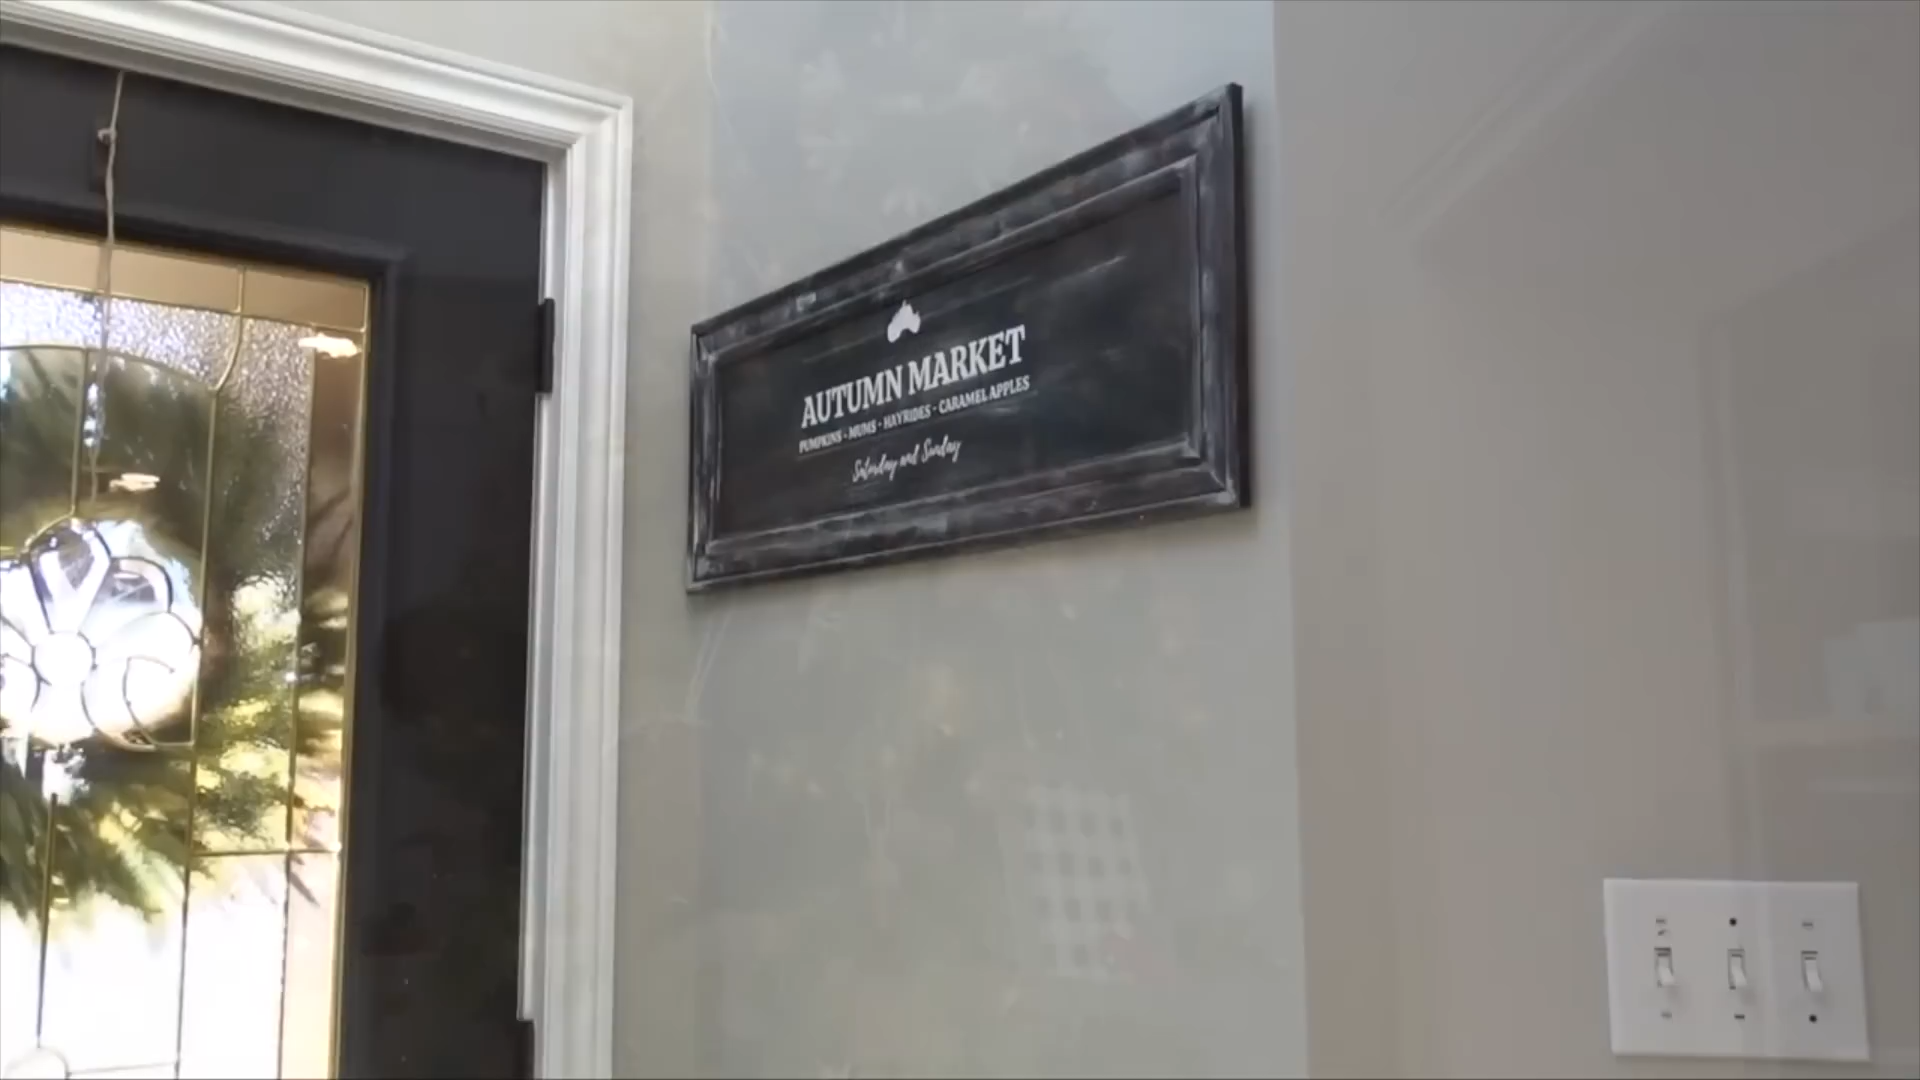 AUTUMN MARKET
PUMPKINS - MUMS - HAYRIDES - CARAMEL APPLES
Saturday and Sunday